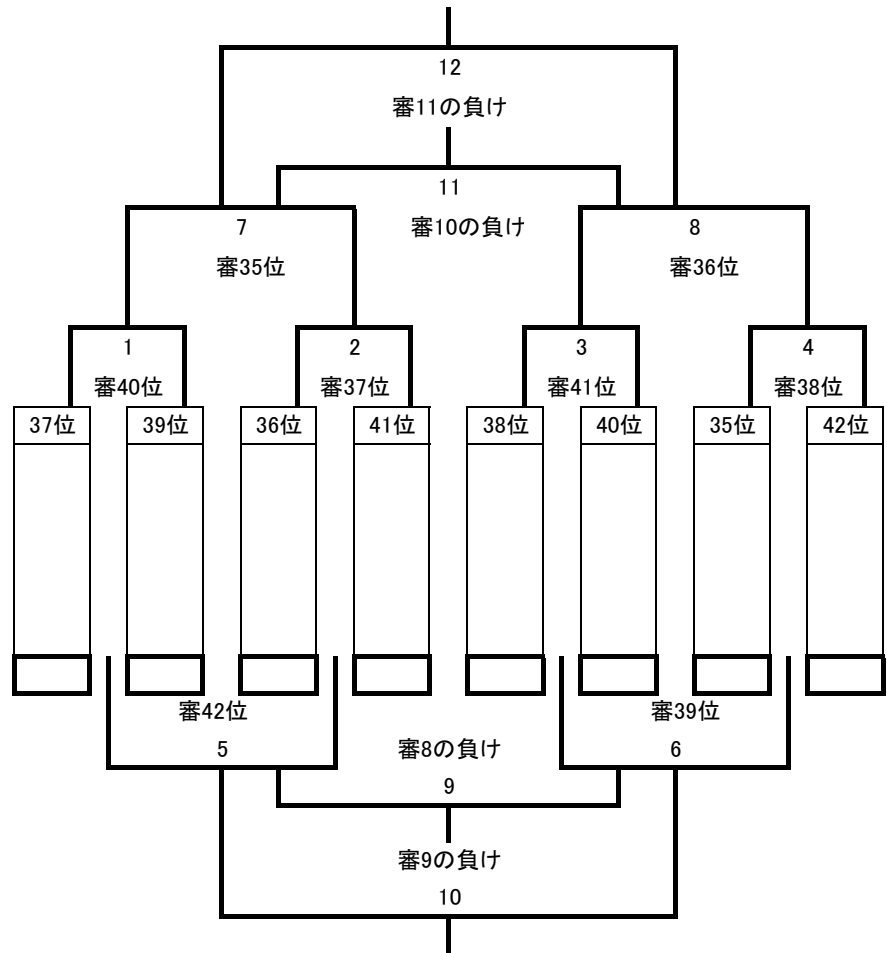 12
審11の負け
11
7 審10の負け 8
審35位 審36位
1 2 3 4
審40位 審37位 審41位 審38位
37位 39位 36位 41位 38位 40位 35位 42位
審42位 審39位
5 審8の負け 6
9
審9の負け
10